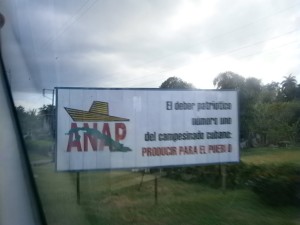 ANAP
El deber patriótico
número uno
del campesinado cubano:
PRODUCIR PARA EL PUEBLO